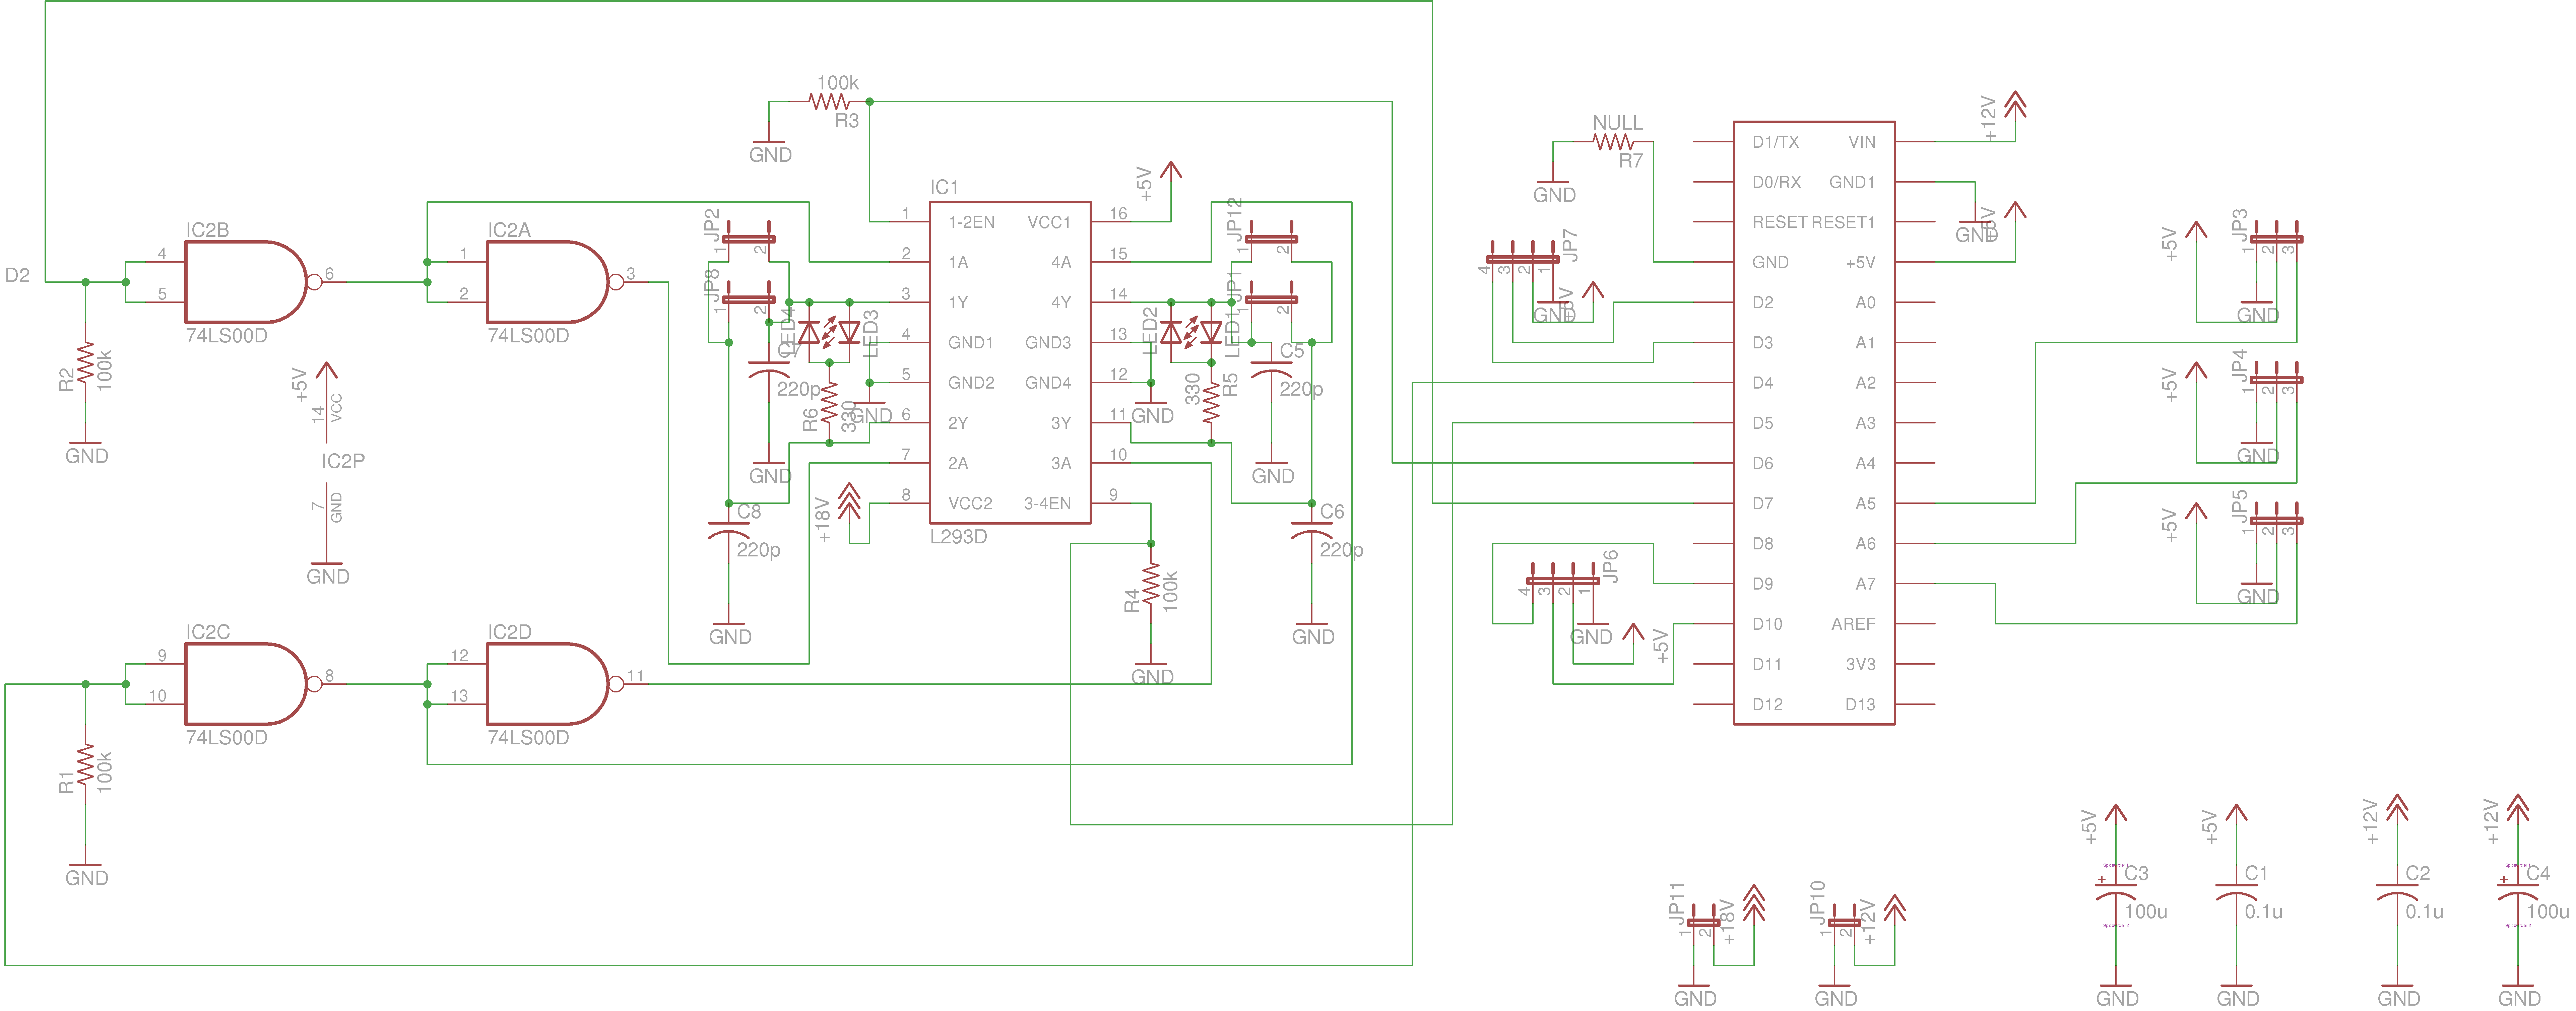 D2
IC2B
4
5
6
74LS00D
IC2A
1
2
3
74LS00D
R2
100k
GND
+5V
14
VCC
IC2P
7
GND
GND
IC2C
9
10
8
74LS00D
IC2D
12
13
11
74LS00D
R1
100k
GND
100k
R3
GND
JP2
1
2
JP8
1
2
LED4
LED3
C7
220p
R6
330
GND
GND
C8
220p
GND
+18V
IC1
1
1-2EN
2
1A
3
1Y
4
GND1
5
GND2
6
2Y
7
2A
8
VCC2
VCC1
16
4A
15
4Y
14
GND3
13
GND4
12
3Y
11
3A
10
3-4EN
9
L293D
+5V
JP12
1
2
JP1
1
2
LED2
LED1
C5
220p
330
R5
GND
GND
C6
220p
GND
R4
100k
GND
NULL
R7
GND
JP7
4
3
2
1
GND
+5V
JP6
4
3
2
1
GND
+5V
D1/TX
D0/RX
RESET
GND
D2
D3
D4
D5
D6
D7
D8
D9
D10
D11
D12
VIN
GND1
RESET1
+5V
A0
A1
A2
A3
A4
A5
A6
A7
AREF
3V3
D13
+12V
GND
+5V
+5V
JP3
1
2
3
GND
+5V
JP4
1
2
3
GND
+5V
JP5
1
2
3
GND
JP11
1
2
+18V
GND
JP10
1
2
+12V
GND
+5V
C3
100u
GND
+5V
C1
0.1u
GND
+12V
C2
0.1u
GND
+12V
C4
100u
GND